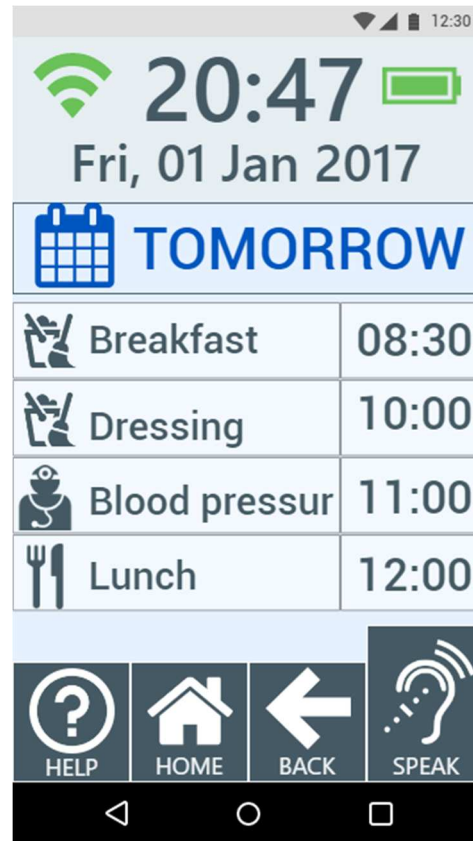 12:30
20:47
Fri, 01 Jan 2017
TOMORROW
Breakfast 08:30
Dressing 10:00
Blood pressur 11:00
Lunch 12:00
HELP HOME BACK SPEAK